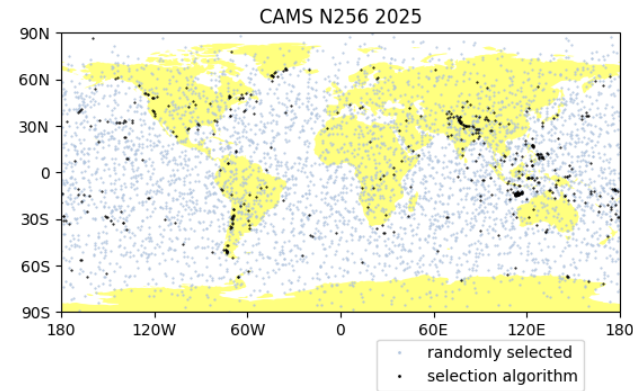 CAMS N256 2025
90N
60N
30N
0
30S
60S
90S
180 120W 60W 0 60E 120E 180
randomly selected
selection algorithm